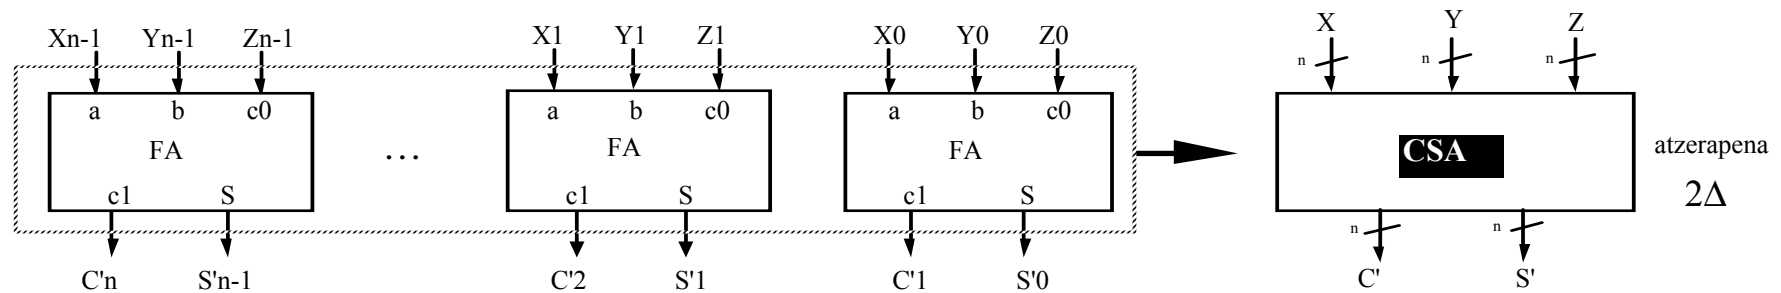 Xn-1 Yn-1 Zn-1 X1 Y1 Z1 X0 Y0 Z0 X Y Z
n n n
a b c0 a b c0 a b c0
FA ... FA FA CSA atzerapena
2Δ
c1 S c1 S c1 S
n n
C'n S'n-1 C'2 S'1 C'1 S'0 C' S'